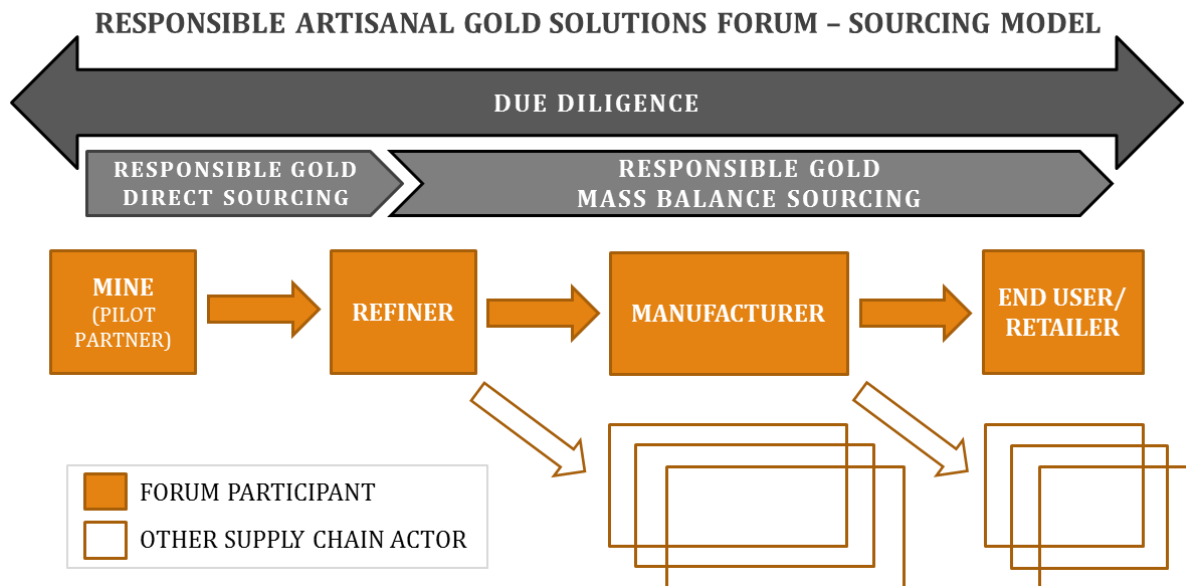 RESPONSIBLE ARTISANAL GOLD SOLUTIONS FORUM – SOURCING MODEL
DUE DILIGENCE
RESPONSIBLE GOLD
DIRECT SOURCING
RESPONSIBLE GOLD
MASS BALANCE SOURCING
MINE
(PILOT
PARTNER)
REFINER
MANUFACTURER
END USER/
RETAILER
FORUM PARTICIPANT
OTHER SUPPLY CHAIN ACTOR